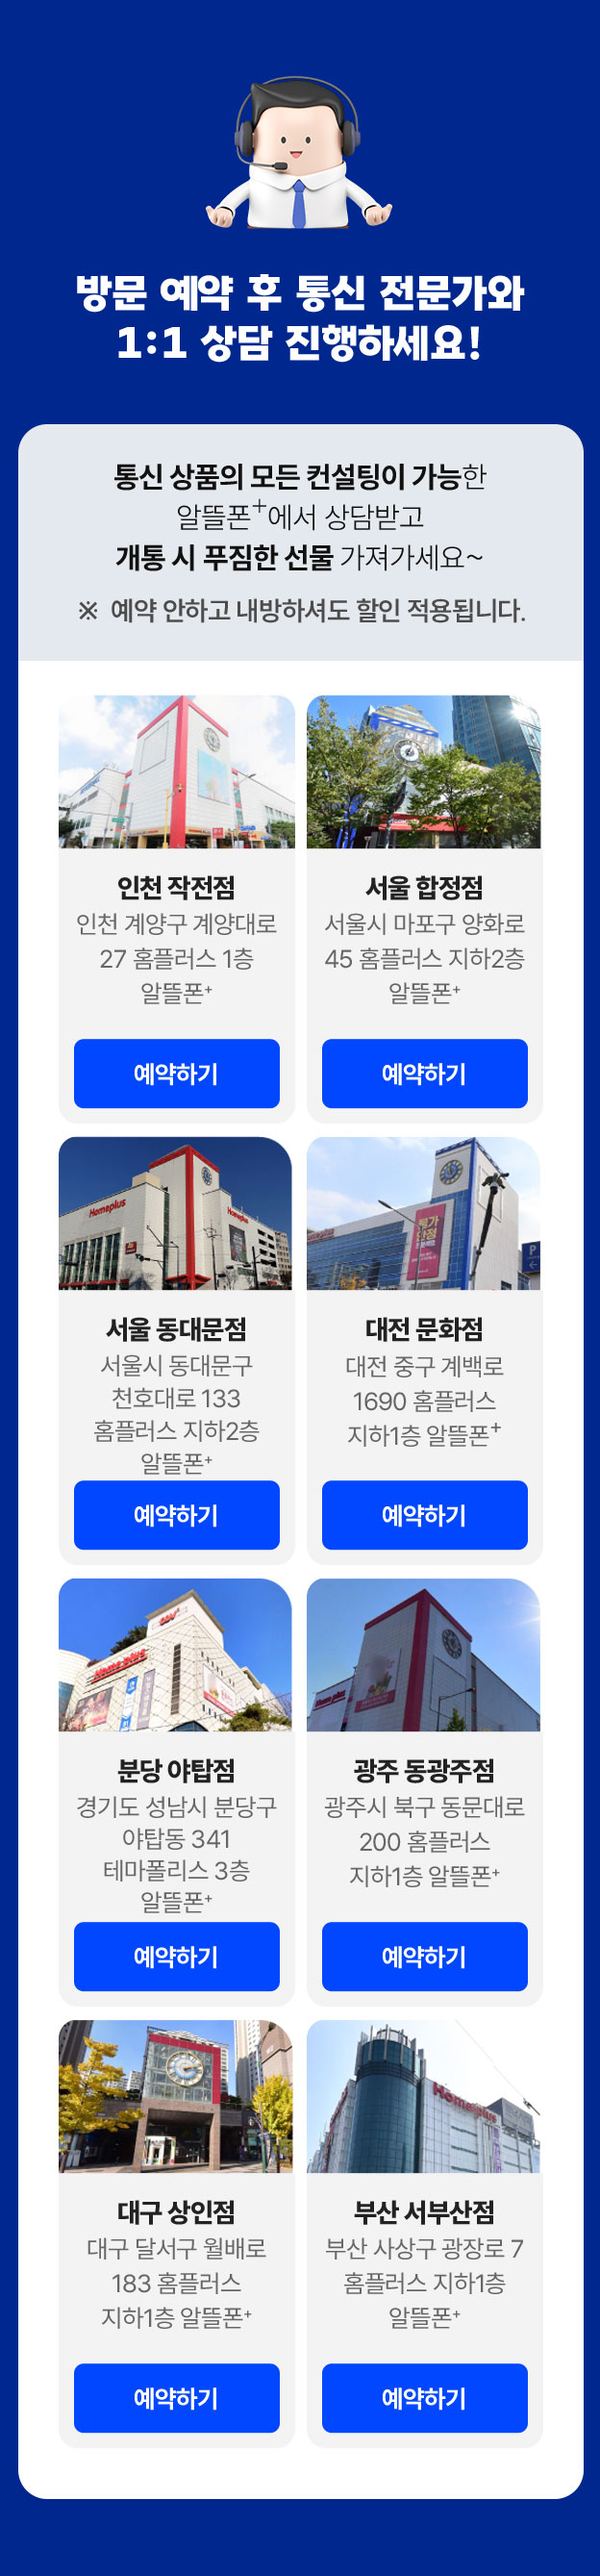 방문 예약 후 통신 전문가와
1:1 상담 진행하세요!
통신 상품의 모든 컨설팅이 가능한
알뜰폰+에서 상담받고
개통 시 푸짐한 선물 가져가세요~
※ 예약 안하고 내방하셔도 할인 적용됩니다.
인천 작전점
인천 계양구 계양대로
27 홈플러스 1층
알뜰폰+
예약하기
서울 합정점
서울시 마포구 양화로
45 홈플러스 지하2층
알뜰폰+
예약하기
Homeplus
Homeplus
서울 동대문점
서울시 동대문구
천호대로 133
홈플러스 지하2층
알뜰폰+
예약하기
P
대전 문화점
대전 중구 계백로
1690 홈플러스
지하1층 알뜰폰+
예약하기
Home plus
분당 야탑점
경기도 성남시 분당구
야탑동 341
테마폴리스 3층
알뜰폰+
예약하기
Home plus
광주 동광주점
광주시 북구 동문대로
200 홈플러스
지하1층 알뜰폰+
예약하기
대구 상인점
대구 달서구 월배로
183 홈플러스
지하1층 알뜰폰+
예약하기
Homeplus
부산 서부산점
부산 사상구 광장로 7
홈플러스 지하1층
알뜰폰+
예약하기